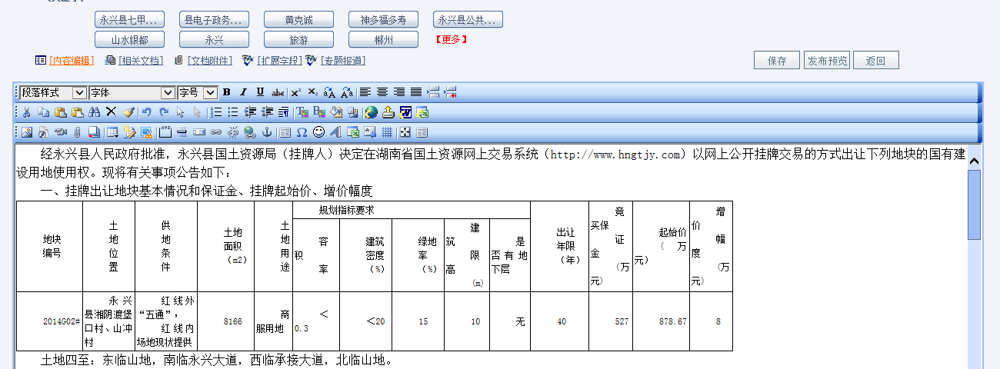 永兴县七甲... 县电子政务... 黄克诚 神多福多寿 永兴县公共...
山水银都 永兴 旅游 郴州 【更多】
[内容编辑] [相关文档] [文档附件] [扩展字段] [专题报道]
保存 发布预览 返回
段落样式 字体 字号
经永兴县人民政府批准，永兴县国土资源局（挂牌人）决定在湖南省国土资源网上交易系统（http://www.hngtjy.com）以网上公开挂牌交易的方式出让下列地块的国有建
设用地使用权。现将有关事项公告如下：
一、挂牌出让地块基本情况和保证金、挂牌起始价、增价幅度
地块
编号
土
地
位
置
供
地
条
件
土地
面积
（m2）
土
地
用
途
规划指标要求
容
积
率
建筑
密度
（%）
绿地
率
（%）
建
筑
限
高
(m)
是
否有地
下层
出让
年限
（年）
竟
买保
证
金
（万
元）
起始价
（ 万
元）
增
价
幅
度
（万
元）
2014G02#
永兴
县湘阴渡堡
口村、山冲
村
红线外
“五通”，
红线内
场地现状提供
8166
商
服用地
＜
0.3
＜20
15
10
无
40
527
878.67
8
土地四至：东临山地，南临永兴大道，西临承接大道，北临山地。